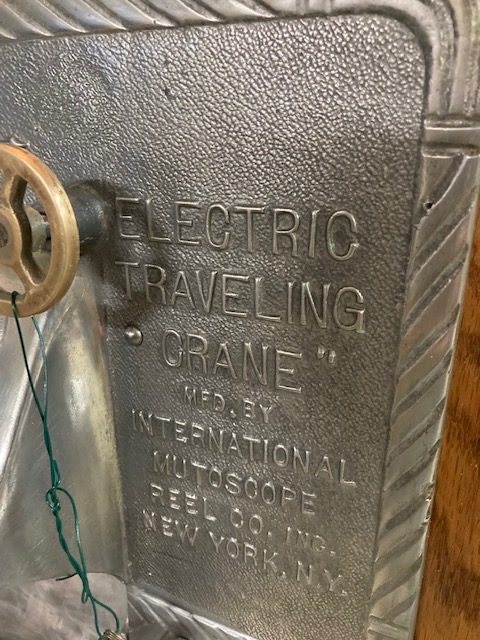 "ELECTRIC
TRAVELING
CRANE"
MFD. BY
INTERNATIONAL
MUTOSCOPE
REEL CO. INC.
NEW YORK, N.Y.